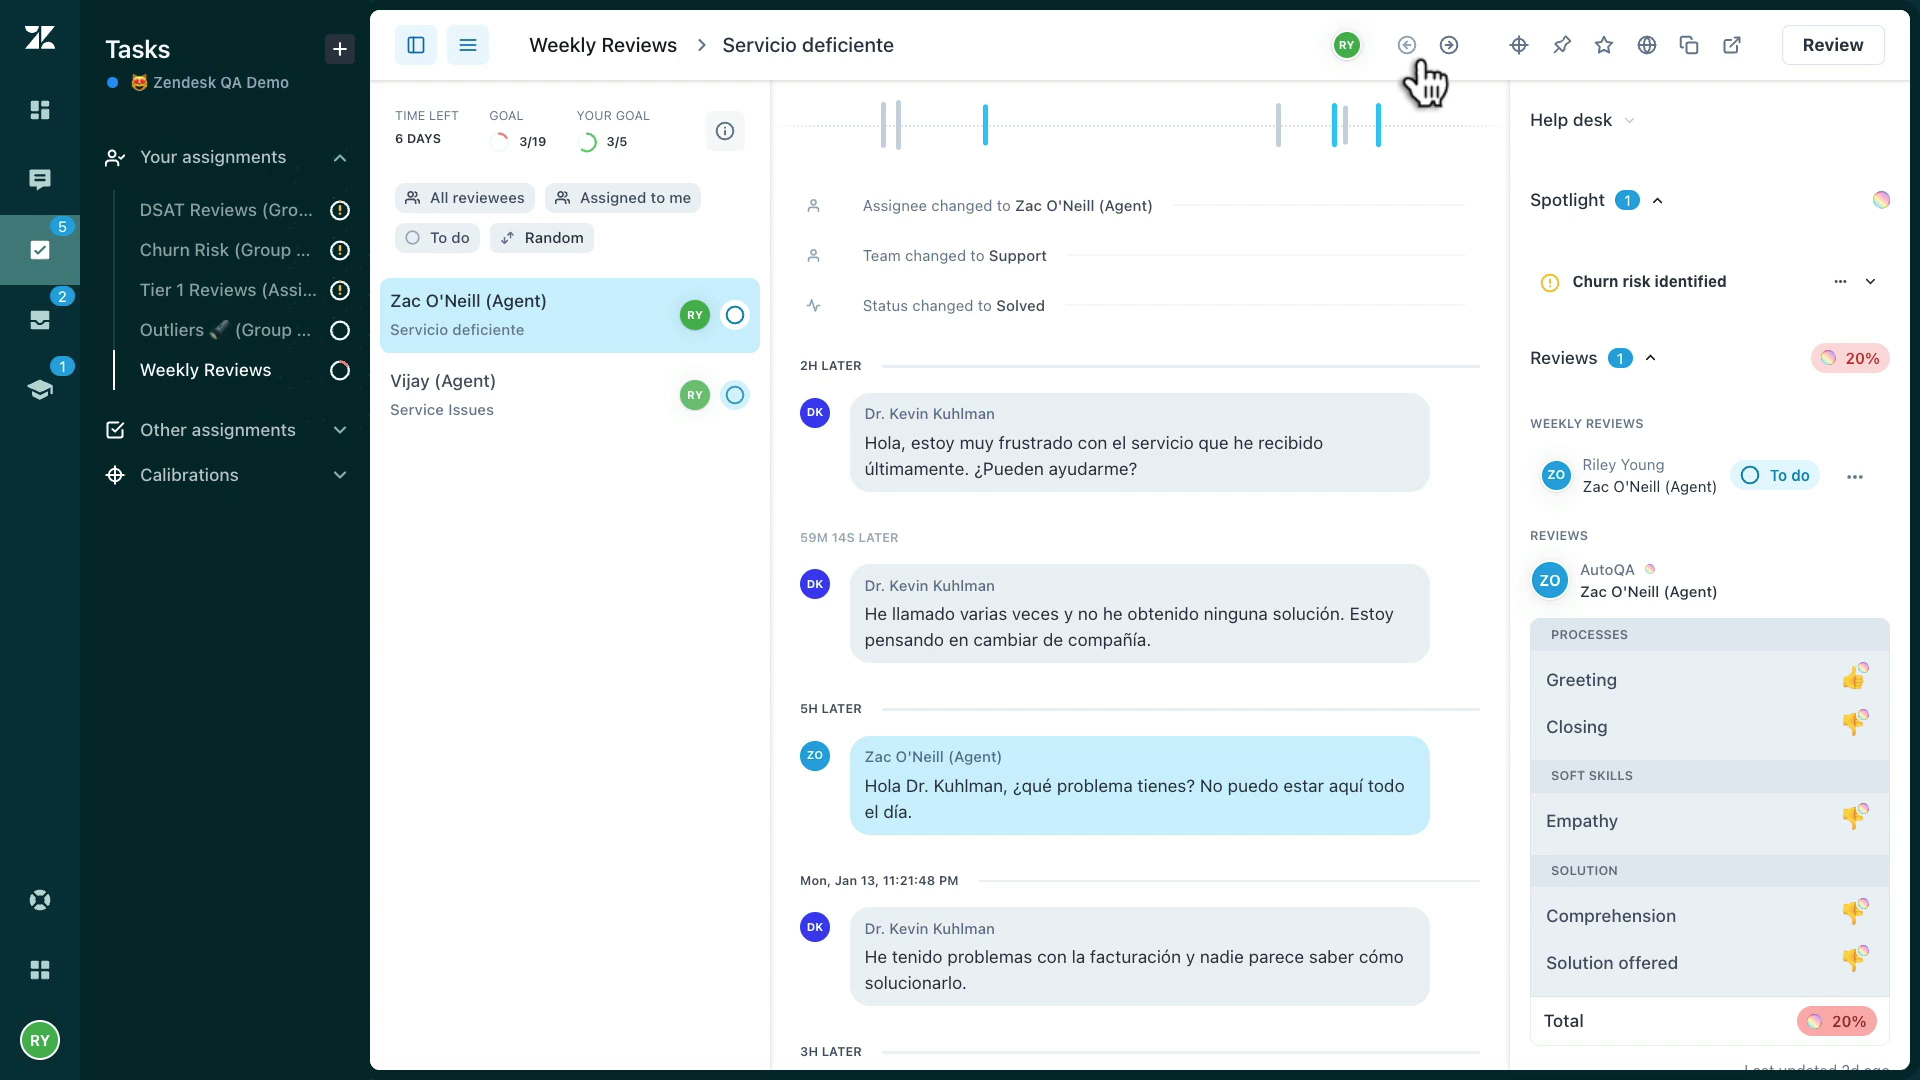 Tasks
Zendesk QA Demo
Your assignments
DSAT Reviews (Gro...
Churn Risk (Group ...
Tier 1 Reviews (Assi...
Outliers 🚀 (Group ...
Weekly Reviews
Other assignments
Calibrations
5
2
1
RY
Weekly Reviews > Servicio deficiente
RY
Review
TIME LEFT
6 DAYS
GOAL
3/19
YOUR GOAL
3/5
All reviewees
Assigned to me
To do
Random
Zac O'Neill (Agent)
Servicio deficiente
RY
Vijay (Agent)
Service Issues
RY
Assignee changed to Zac O'Neill (Agent)
Team changed to Support
Status changed to Solved
2H LATER
DK
Dr. Kevin Kuhlman
Hola, estoy muy frustrado con el servicio que he recibido
últimamente. ¿Pueden ayudarme?
59M 14S LATER
DK
Dr. Kevin Kuhlman
He llamado varias veces y no he obtenido ninguna solución. Estoy
pensando en cambiar de compañía.
5H LATER
ZO
Zac O'Neill (Agent)
Hola Dr. Kuhlman, ¿qué problema tienes? No puedo estar aquí todo
el día.
Mon, Jan 13, 11:21:48 PM
DK
Dr. Kevin Kuhlman
He tenido problemas con la facturación y nadie parece saber cómo
solucionarlo.
3H LATER
Help desk
Spotlight 1
Churn risk identified
Reviews 1
20%
WEEKLY REVIEWS
ZO
Riley Young
Zac O'Neill (Agent)
To do
REVIEWS
ZO
AutoQA
Zac O'Neill (Agent)
PROCESSES
Greeting
Closing
SOFT SKILLS
Empathy
SOLUTION
Comprehension
Solution offered
Total
20%
Last updated 2d ago